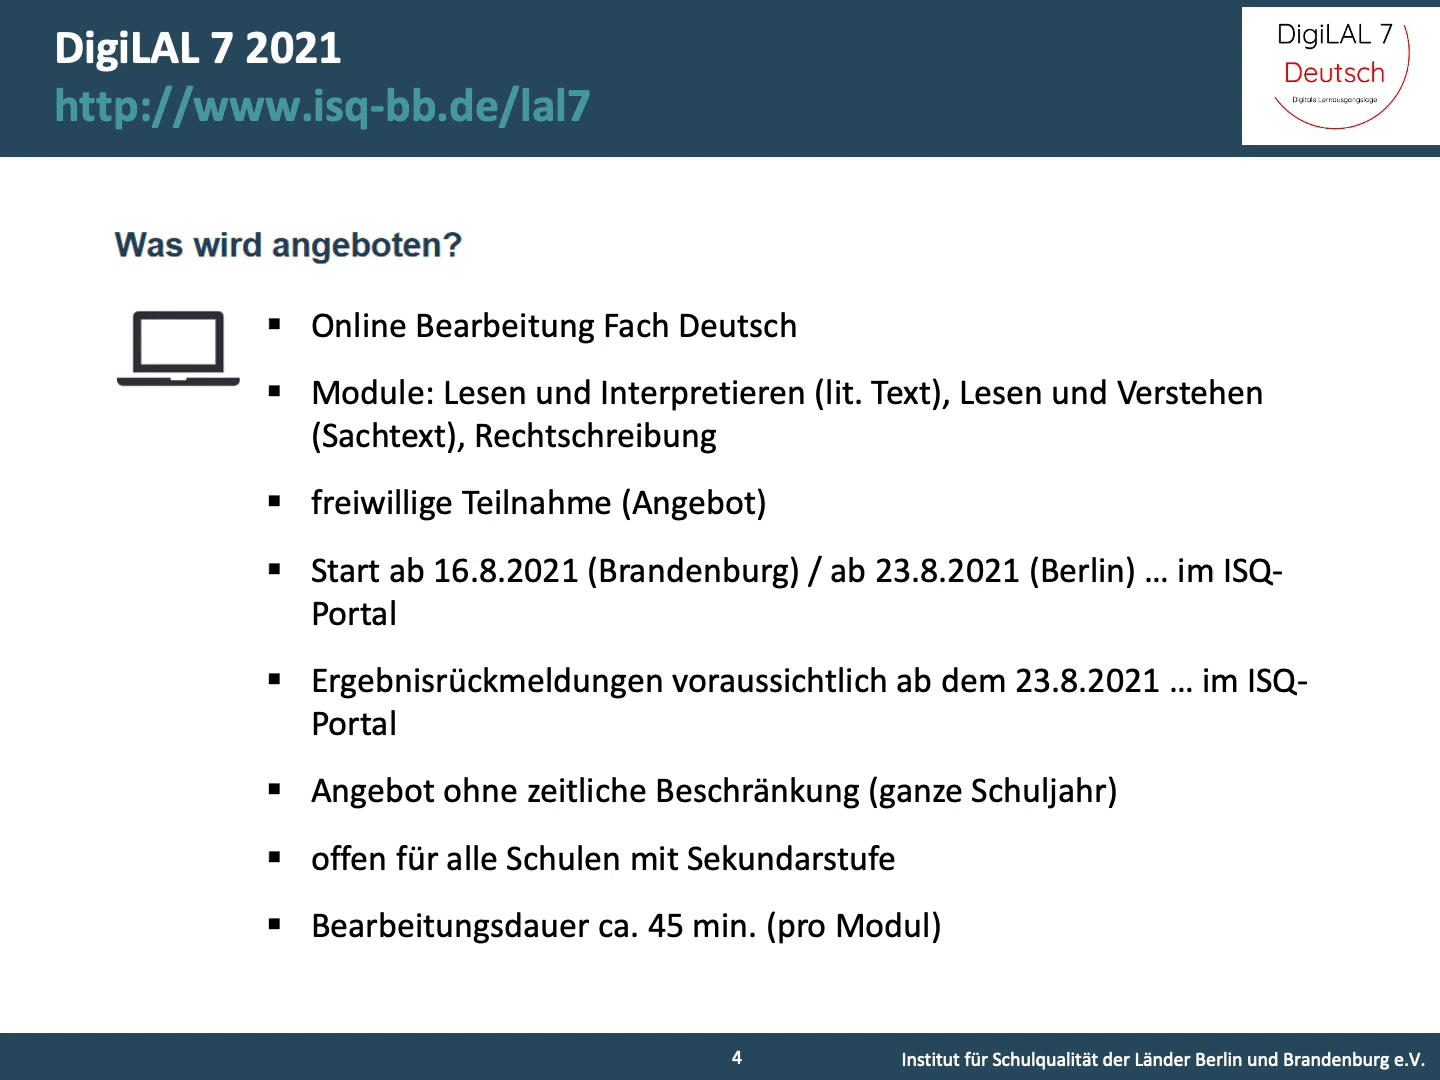 DigiLAL 7 2021
http://www.isq-bb.de/lal7
DigiLAL 7
Deutsch
Digitale Lernausgangslage
Was wird angeboten?
▪ Online Bearbeitung Fach Deutsch
▪ Module: Lesen und Interpretieren (lit. Text), Lesen und Verstehen
(Sachtext), Rechtschreibung
▪ freiwillige Teilnahme (Angebot)
▪ Start ab 16.8.2021 (Brandenburg) / ab 23.8.2021 (Berlin) … im ISQ-
Portal
▪ Ergebnisrückmeldungen voraussichtlich ab dem 23.8.2021 … im ISQ-
Portal
▪ Angebot ohne zeitliche Beschränkung (ganze Schuljahr)
▪ offen für alle Schulen mit Sekundarstufe
▪ Bearbeitungsdauer ca. 45 min. (pro Modul)
4
Institut für Schulqualität der Länder Berlin und Brandenburg e.V.